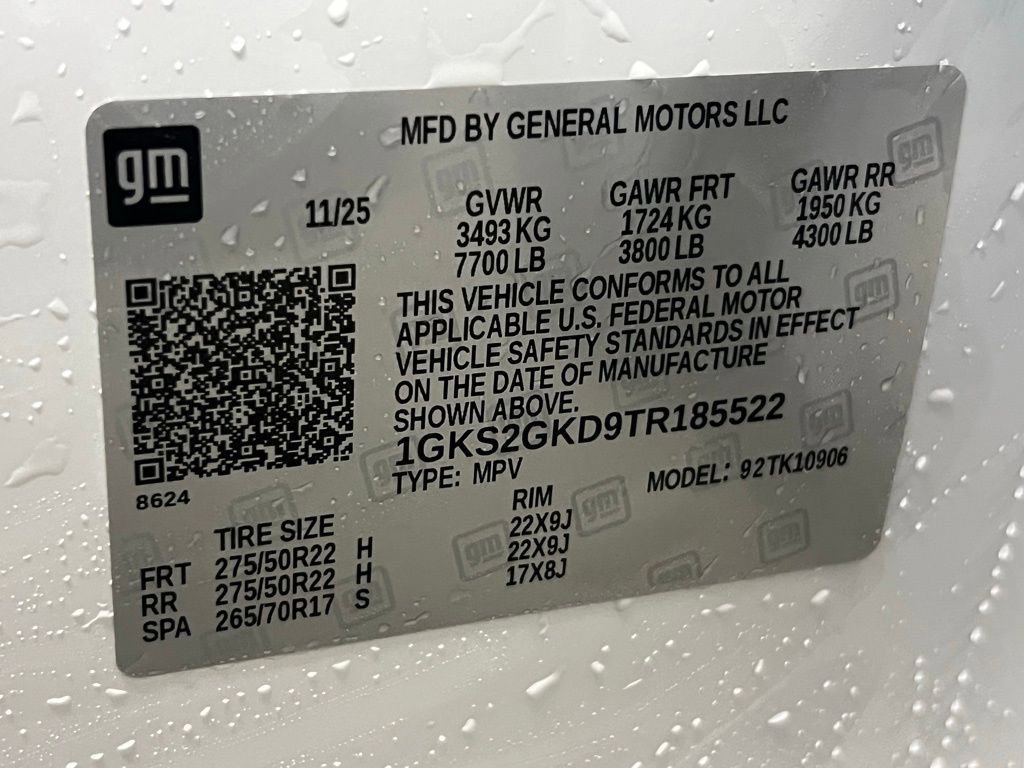 gm
MFD BY GENERAL MOTORS LLC
11/25
GVWR GAWR FRT GAWR RR
3493 KG 1724 KG 1950 KG
7700 LB 3800 LB 4300 LB
THIS VEHICLE CONFORMS TO ALL
APPLICABLE U.S. FEDERAL MOTOR
VEHICLE SAFETY STANDARDS IN EFFECT
ON THE DATE OF MANUFACTURE
SHOWN ABOVE.
1GKS2GKD9TR185522
TYPE: MPV MODEL: 92TK10906
8624
TIRE SIZE RIM
FRT 275/50R22 H 22X9J
RR 275/50R22 H 22X9J
SPA 265/70R17 S 17X8J